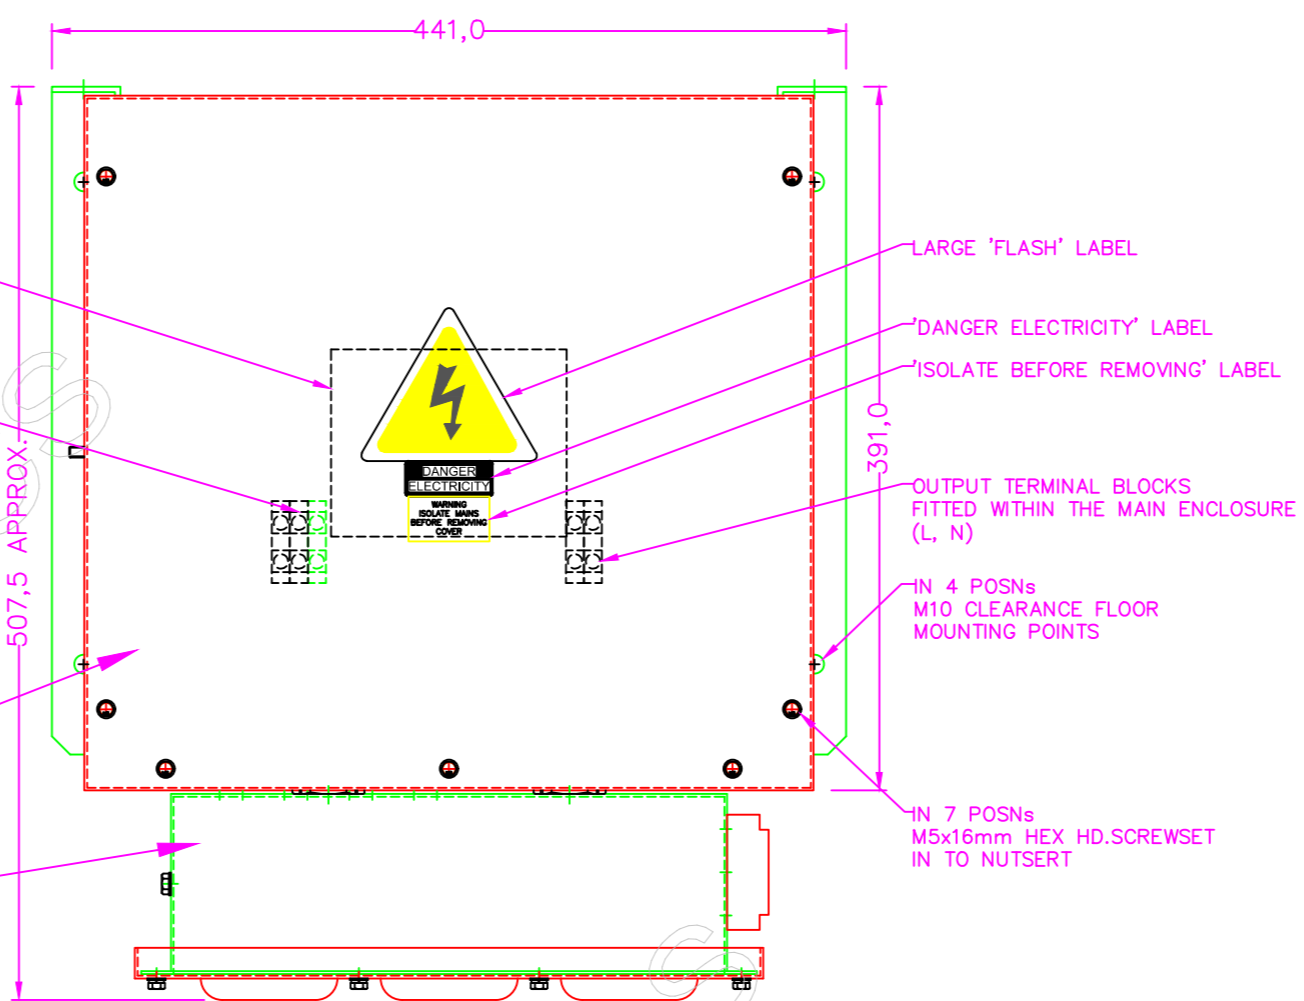 441,0
LARGE 'FLASH' LABEL
'DANGER ELECTRICITY' LABEL
'ISOLATE BEFORE REMOVING' LABEL
391,0
507,5 APPROX.
DANGER
ELECTRICITY
WARNING
ISOLATE MAINS
BEFORE REMOVING
COVER
OUTPUT TERMINAL BLOCKS
FITTED WITHIN THE MAIN ENCLOSURE
(L, N)
IN 4 POSNs
M10 CLEARANCE FLOOR
MOUNTING POINTS
IN 7 POSNs
M5x16mm HEX HD.SCREWSET
IN TO NUTSERT